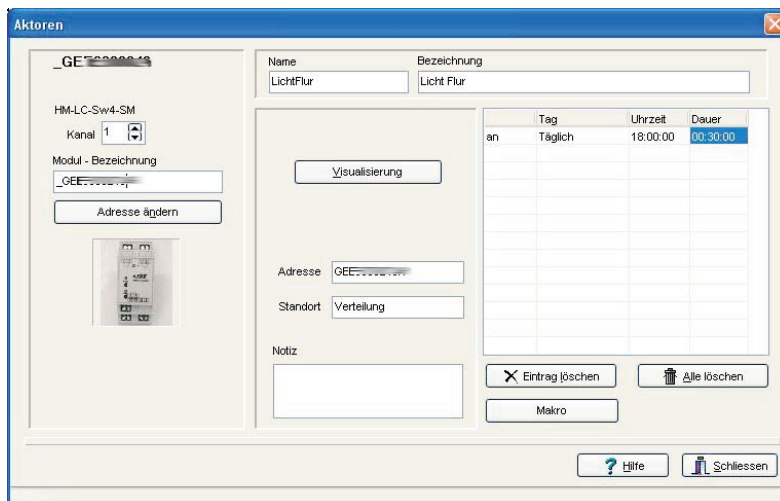 Aktoren
HM-LC-Sw4-SM
Kanal 1
Modul - Bezeichnung
Adresse ändern
Name
LichtFlur
Bezeichnung
Licht Flur
Visualisierung
Adresse
Standort Verteilung
Notiz
Tag Uhrzeit Dauer
an Täglich 18:00:00 00:30:00
Eintrag löschen
Alle löschen
Makro
Hilfe
Schliessen